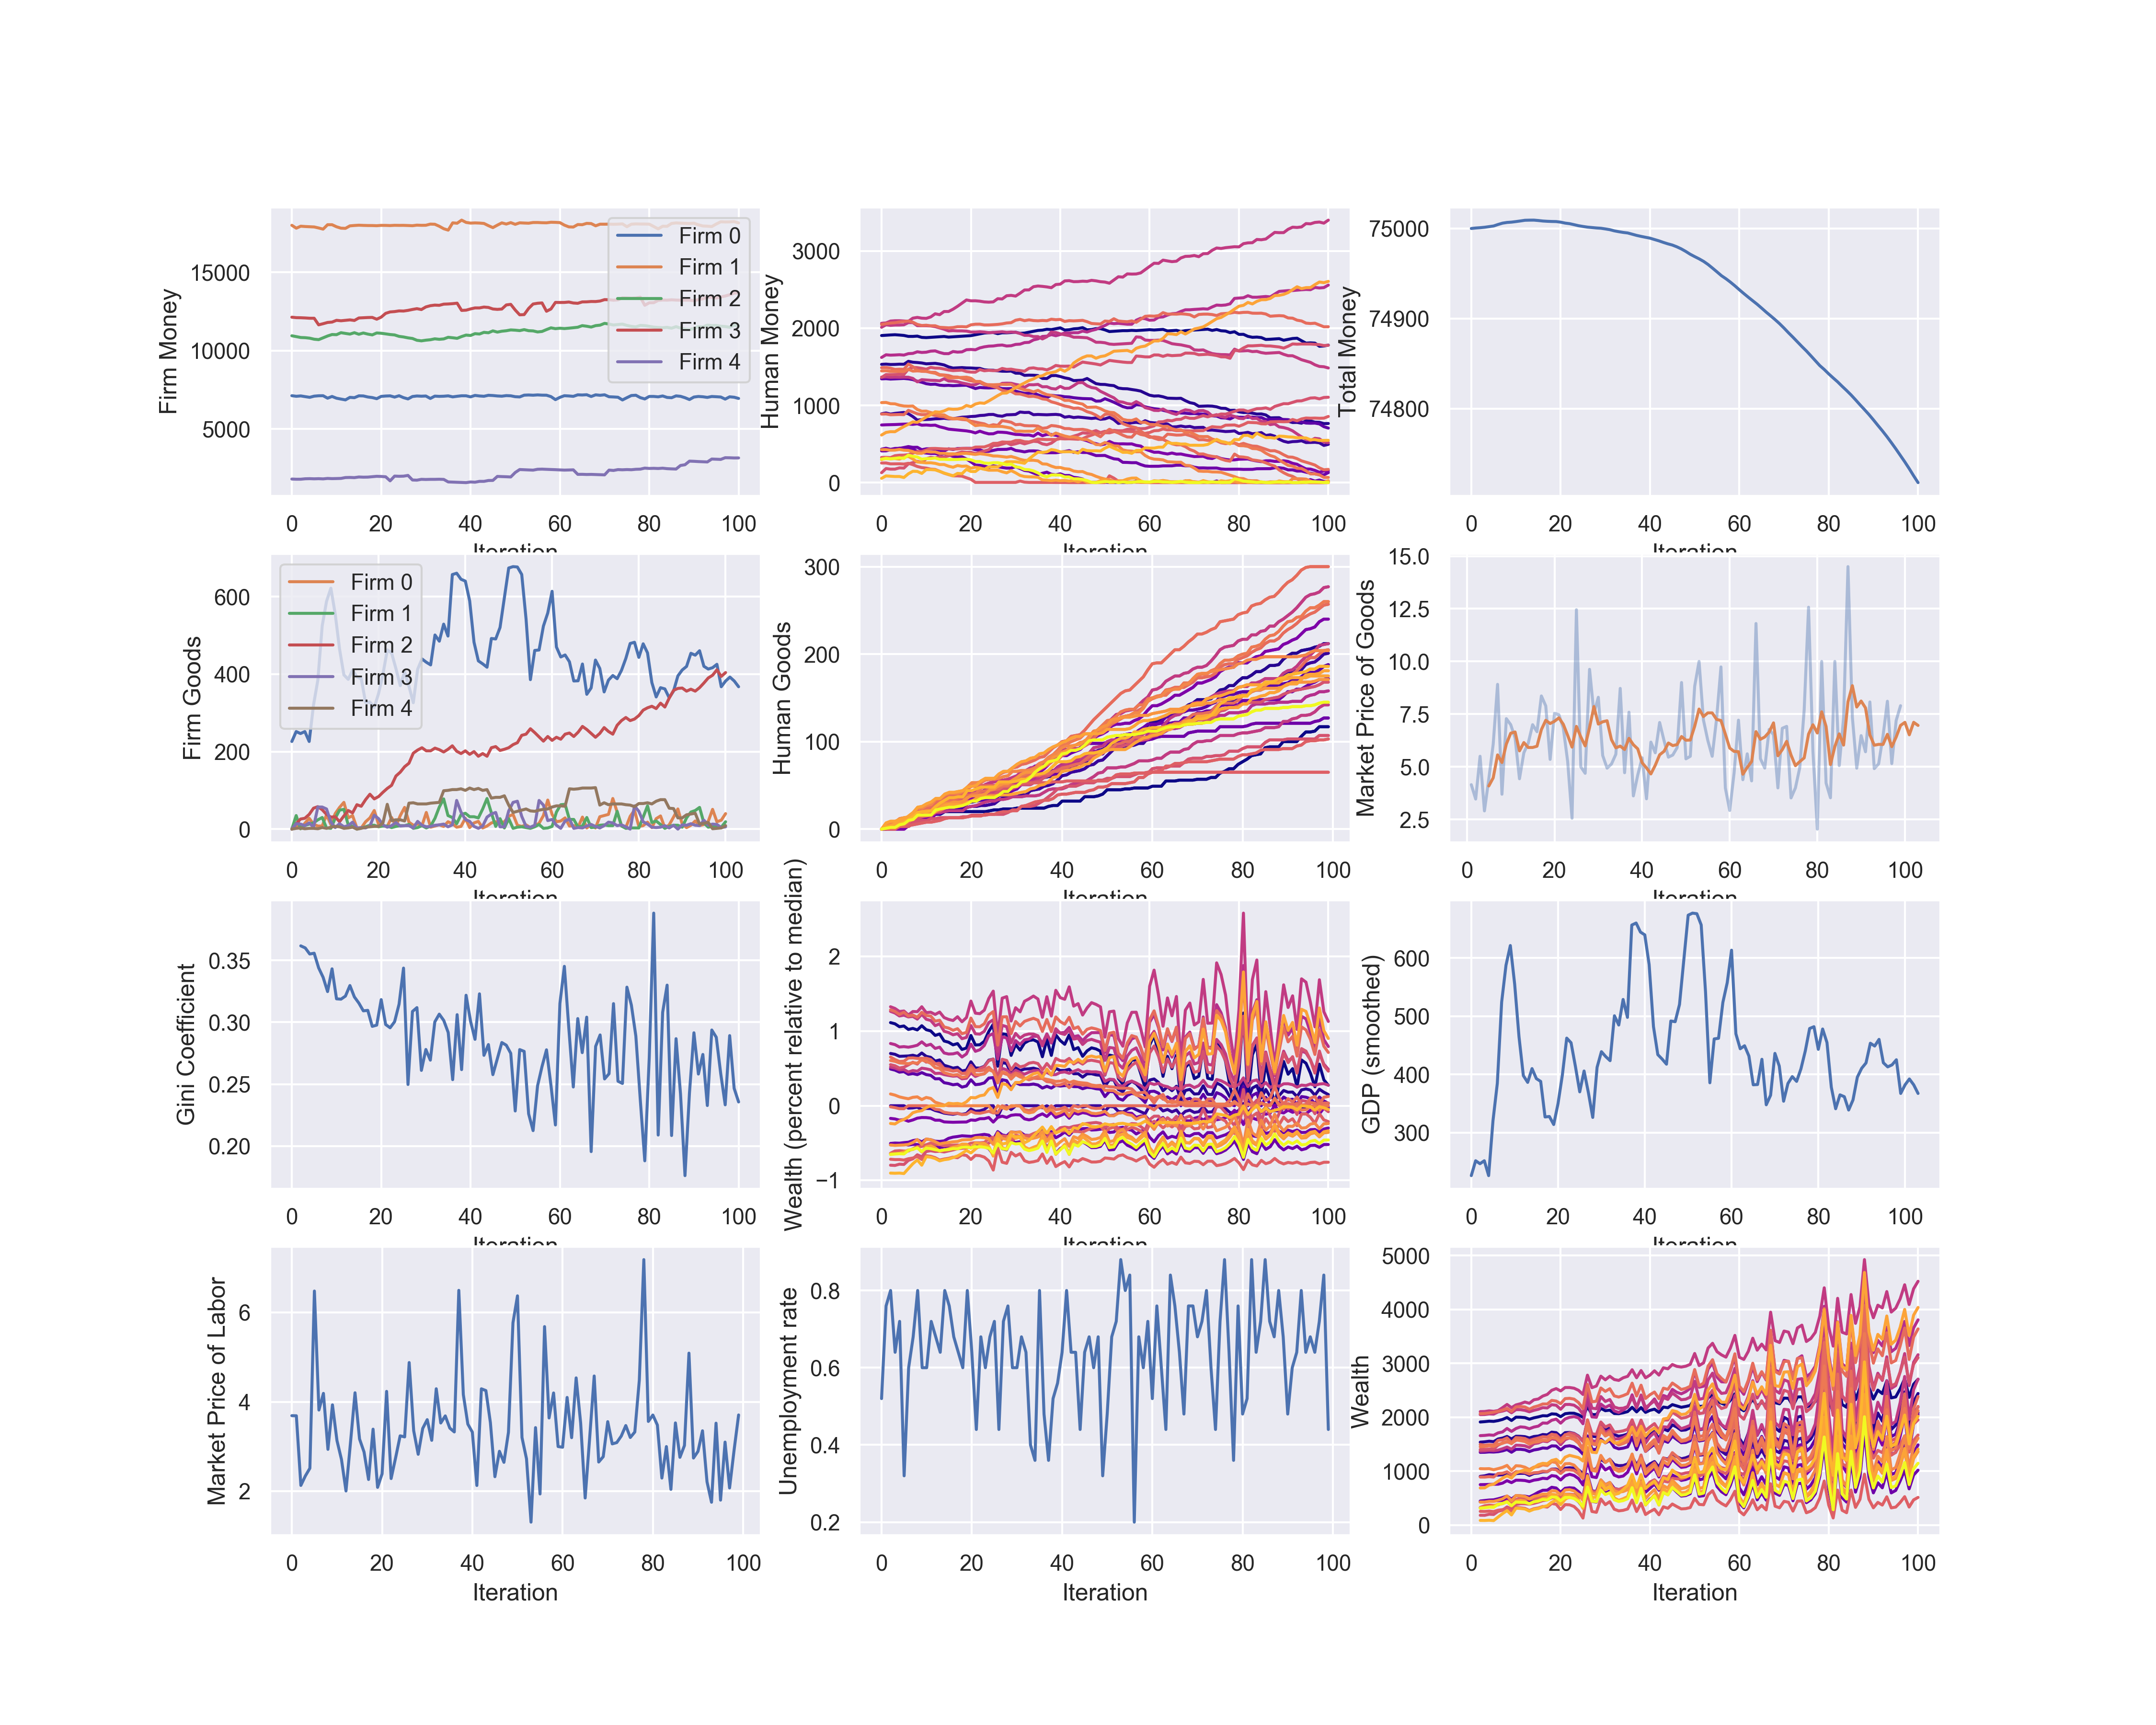 Firm Money
15000
10000
5000
0 20 40 60 80 100
Firm 0
Firm 1
Firm 2
Firm 3
Firm 4
Iteration
Human Money
3000
2000
1000
0
0 20 40 60 80 100
Iteration
Total Money
75000
74900
74800
0 20 40 60 80 100
Iteration
Firm Goods
600
400
200
0
0 20 40 60 80 100
Firm 0
Firm 1
Firm 2
Firm 3
Firm 4
Iteration
Human Goods
300
200
100
0
0 20 40 60 80 100
Iteration
Market Price of Goods
15.0
12.5
10.0
7.5
5.0
2.5
0 20 40 60 80 100
Iteration
Gini Coefficient
0.35
0.30
0.25
0.20
0 20 40 60 80 100
Iteration
Wealth (percent relative to median)
2
1
0
−1
0 20 40 60 80 100
Iteration
GDP (smoothed)
600
500
400
300
0 20 40 60 80 100
Iteration
Market Price of Labor
6
4
2
0 20 40 60 80 100
Iteration
Unemployment rate
0.8
0.6
0.4
0.2
0 20 40 60 80 100
Iteration
Wealth
5000
4000
3000
2000
1000
0
0 20 40 60 80 100
Iteration